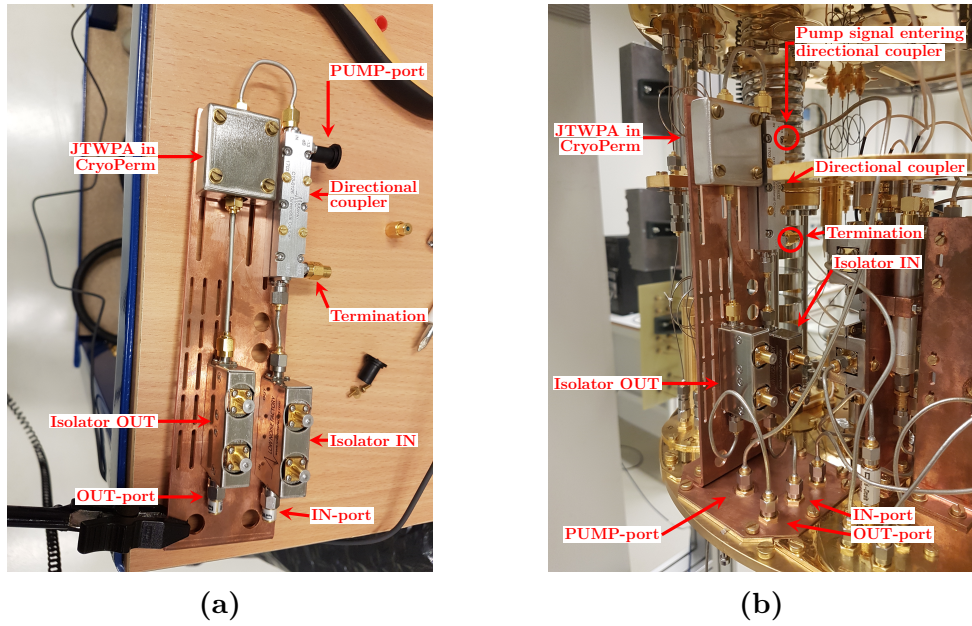 PUMP-port
JTWPA in
CryoPerm
Directional
coupler
Termination
Isolator OUT
Isolator IN
OUT-port
IN-port
(a)
Pump signal entering
directional coupler
JTWPA in
CryoPerm
Directional coupler
Termination
Isolator IN
Isolator OUT
PUMP-port
IN-port
OUT-port
(b)